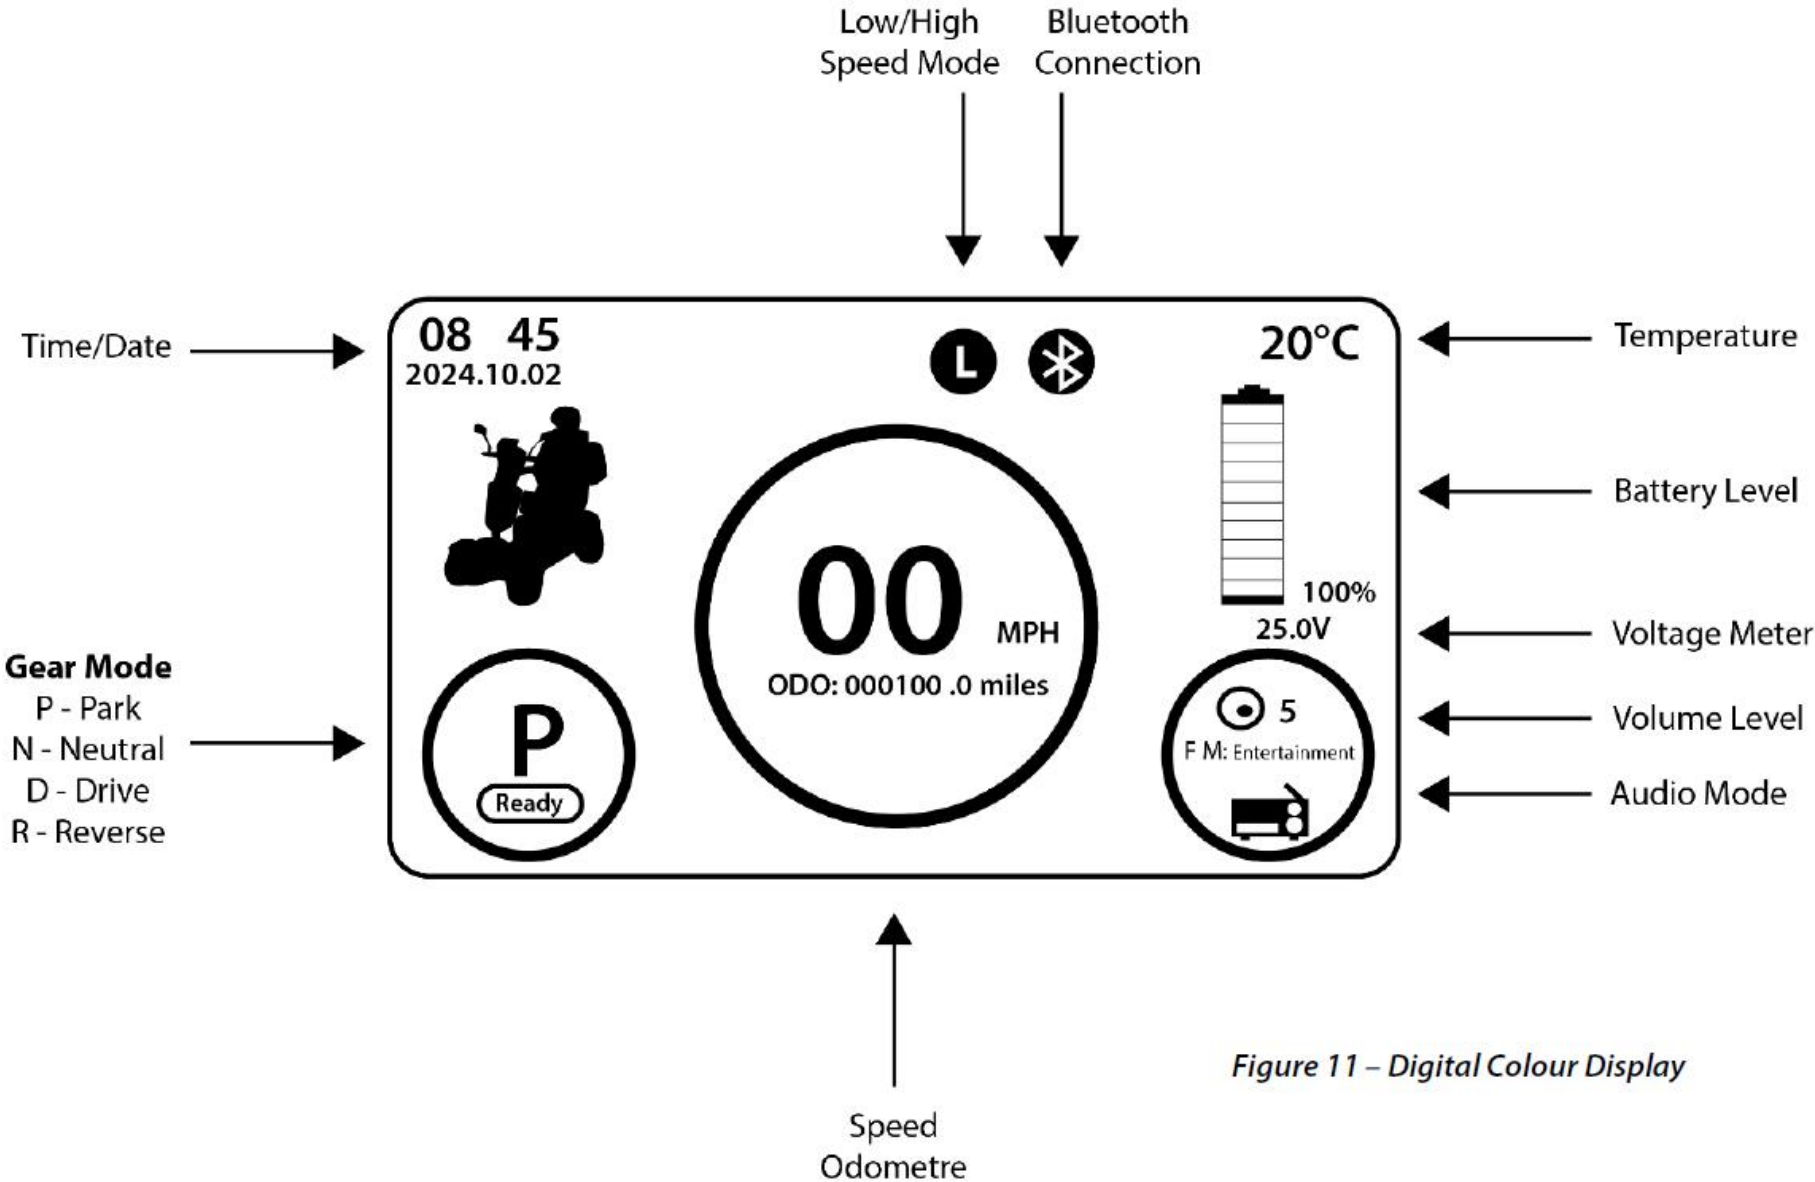 Low/High
Speed Mode
Bluetooth
Connection
Time/Date
08 45
2024.10.02
L
20°C
Temperature
Battery Level
100%
25.0V
Voltage Meter
00
MPH
ODO: 000100 .0 miles
Gear Mode
P - Park
N - Neutral
D - Drive
R - Reverse
P
Ready
5
F M: Entertainment
Volume Level
Audio Mode
Speed
Odometre
Figure 11 – Digital Colour Display